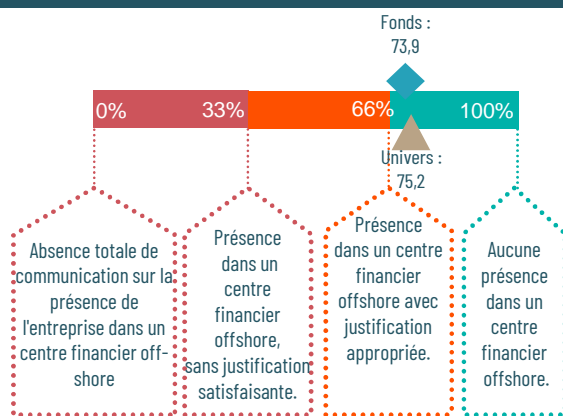 Fonds :
73,9
0%
33%
66%
100%
Univers :
75,2
Absence totale de
communication sur la
présence de
l'entreprise dans un
centre financier off-
shore
Présence
dans un
centre
financier
offshore,
sans justification
satisfaisante.
Présence
dans un centre
financier
offshore avec
justification
appropriée.
Aucune
présence
dans un
centre
financier
offshore.